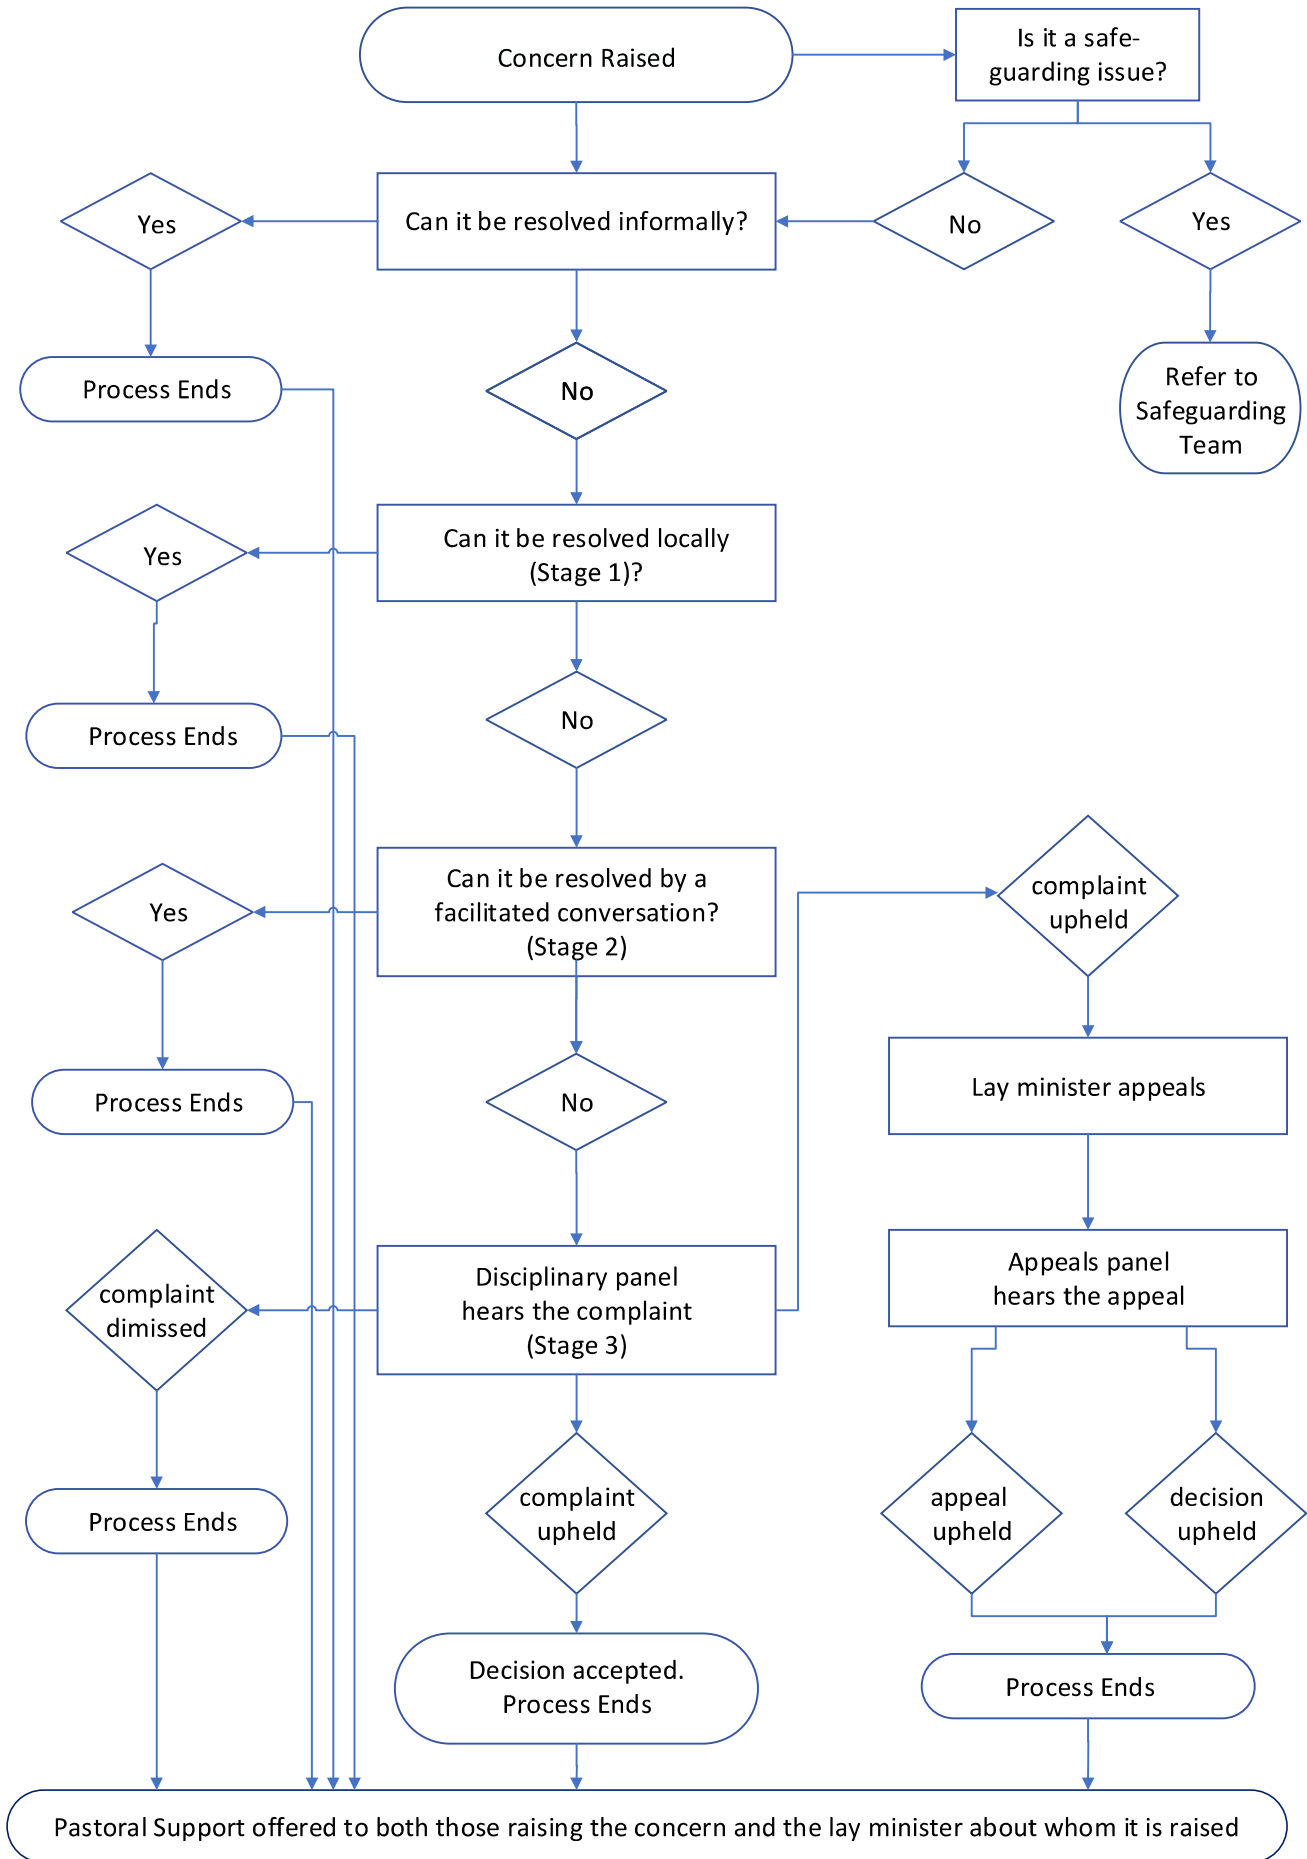 Concern Raised
Is it a safe-
guarding issue?
Yes
Can it be resolved informally?
No
Yes
Process Ends
No
Refer to
Safeguarding
Team
Yes
Can it be resolved locally
(Stage 1)?
Process Ends
No
Yes
Can it be resolved by a
facilitated conversation?
(Stage 2)
complaint
upheld
Process Ends
No
Lay minister appeals
complaint
dimissed
Disciplinary panel
hears the complaint
(Stage 3)
Appeals panel
hears the appeal
Process Ends
complaint
upheld
appeal
upheld
decision
upheld
Decision accepted.
Process Ends
Process Ends
Pastoral Support offered to both those raising the concern and the lay minister about whom it is raised